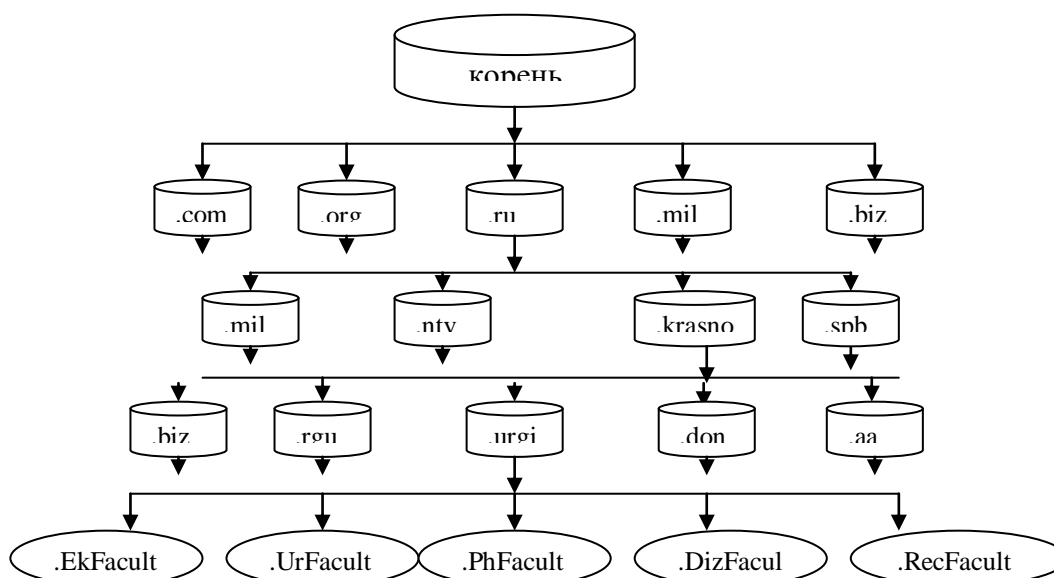 корень
.com .org .ru .mil .biz
.mil .ntv .krasno .spb
.biz .rgu .urgi .don .aa
.EkFacult .UrFacult .PhFacult .DizFacul .RecFacult